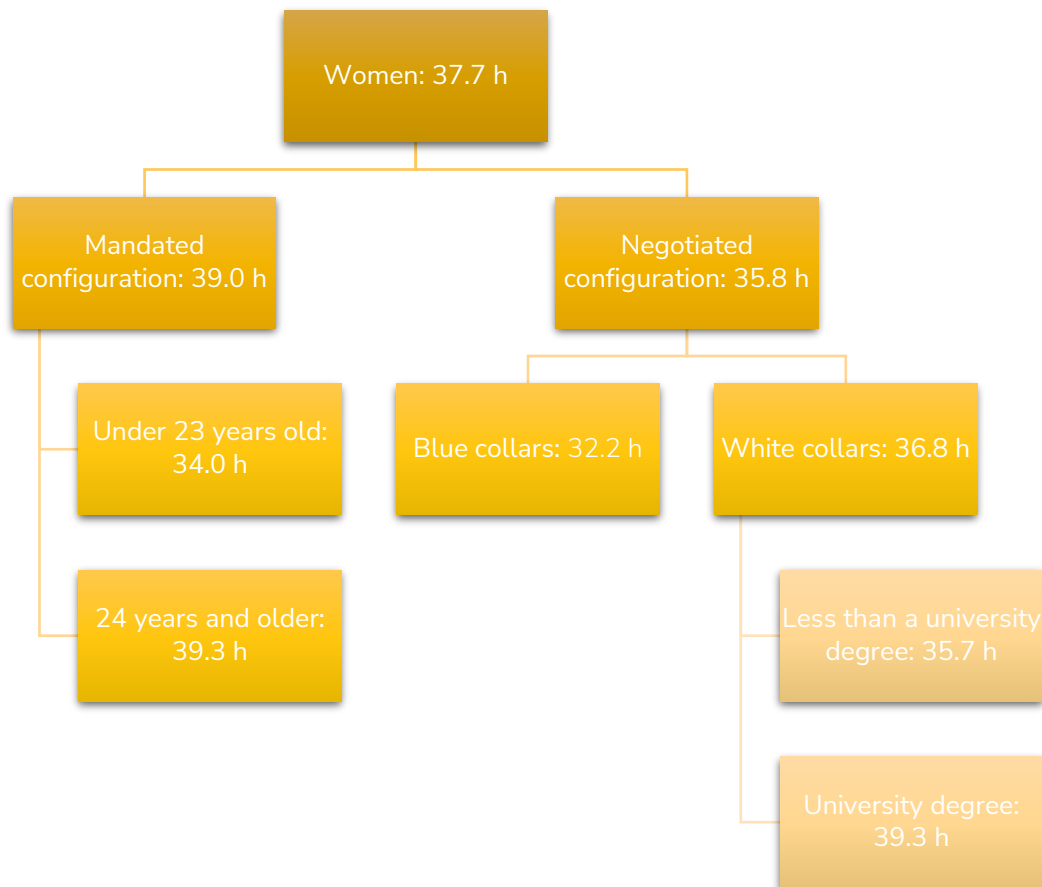 Women: 37.7 h
Mandated
configuration: 39.0 h
Negotiated
configuration: 35.8 h
Under 23 years old:
34.0 h
Blue collars: 32.2 h
White collars: 36.8 h
24 years and older:
39.3 h
Less than a university
degree: 35.7 h
University degree:
39.3 h